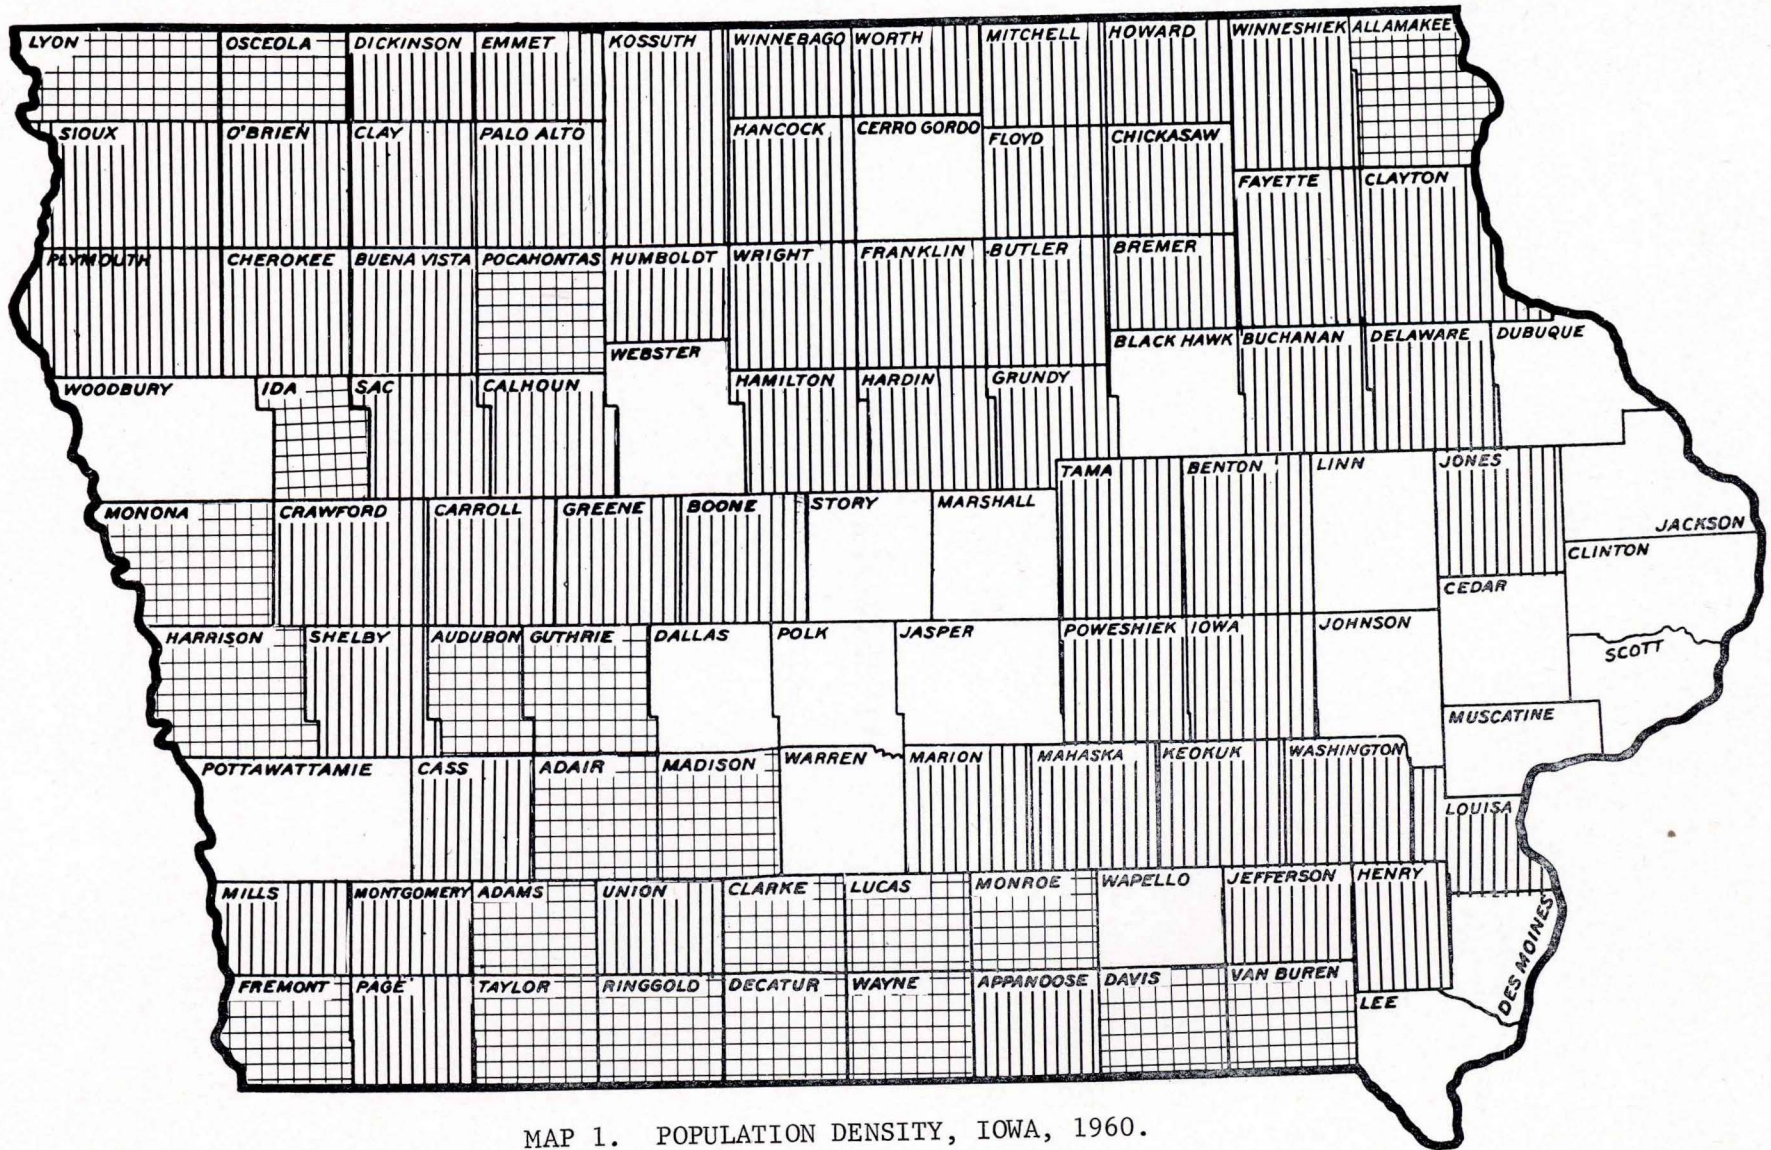 LYON OSCEOLA DICKINSON EMMET KOSSUTH WINNEBAGO WORTH MITCHELL HOWARD WINNESHIEK ALLAMAKEE
SIOUX O'BRIEN CLAY PALO ALTO HANCOCK CERRO GORDO FLOYD CHICKASAW
FAYETTE CLAYTON
PLYMOUTH CHEROKEE BUENA VISTA POCAHONTAS HUMBOLDT WRIGHT FRANKLIN BUTLER BREMER
WEBSTER BLACK HAWK BUCHANAN DELAWARE DUBUQUE
WOODBURY IDA SAC CALHOUN HAMILTON HARDIN GRUNDY
TAMA BENTON LINN JONES
MONONA CRAWFORD CARROLL GREENE BOONE STORY MARSHALL JACKSON
CLINTON
CEDAR
HARRISON SHELBY AUDUBON GUTHRIE DALLAS POLK JASPER POWESHIEK IOWA JOHNSON
SCOTT
MUSCATINE
POTTAWATTAMIE CASS ADAIR MADISON WARREN MARION MAHASKA KEOKUK WASHINGTON
LOUISA
MILLS MONTGOMERY ADAMS UNION CLARKE LUCAS MONROE WAPELLO JEFFERSON HENRY
DES MOINES
FREMONT PAGE TAYLOR RINGGOLD DECATUR WAYNE APPANOOSE DAVIS VAN BUREN
LEE
MAP 1. POPULATION DENSITY, IOWA, 1960.